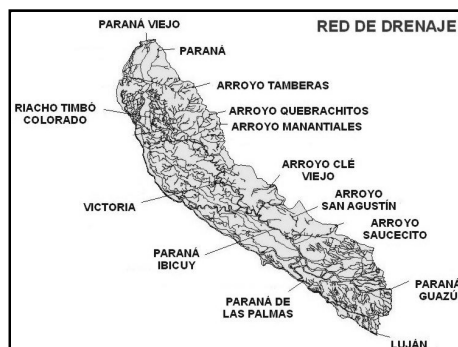 RED DE DRENAJE
PARANÁ VIEJO
PARANÁ
ARROYO TAMBERAS
RIACHO TIMBÓ
COLORADO
ARROYO QUEBRACHITOS
ARROYO MANANTIALES
ARROYO CLÉ
VIEJO
ARROYO
SAN AGUSTÍN
VICTORIA
ARROYO
SAUCECITO
PARANÁ
IBICUY
PARANÁ
GUAZÚ
PARANÁ DE
LAS PALMAS
LUJÁN